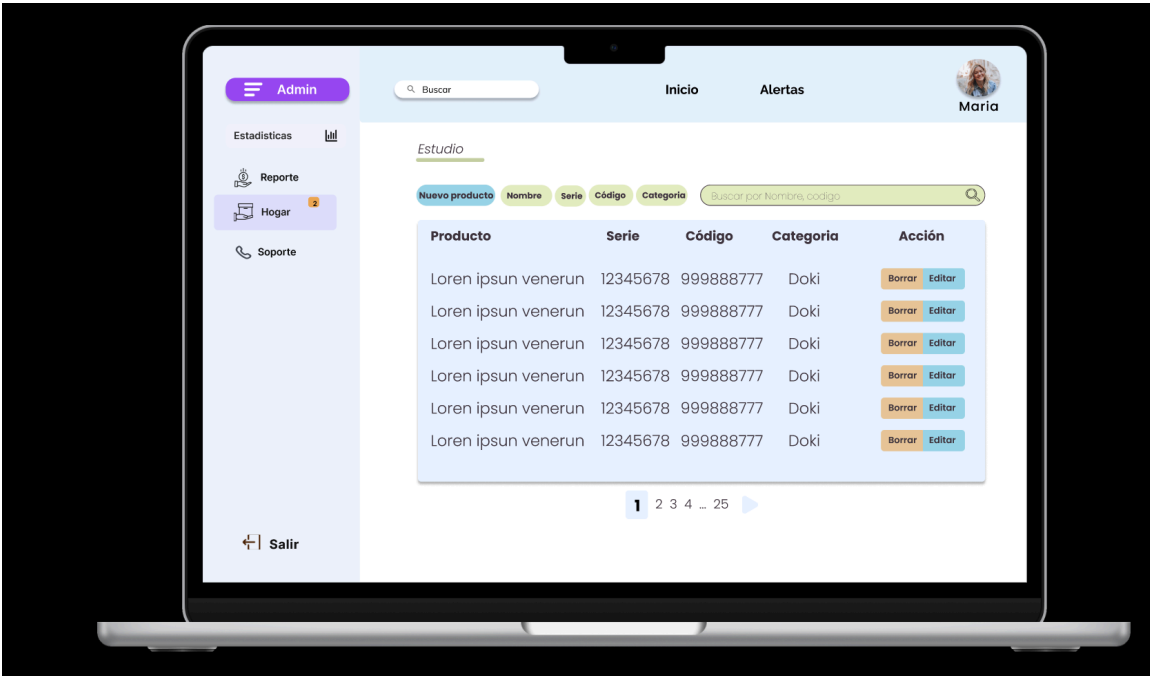 Admin
Buscar
Inicio
Alertas
Maria
Estadisticas
Reporte
Hogar
2
Soporte
Salir
Estudio
Nuevo producto Nombre Serie Código Categoria Buscar por Nombre, codigo
Producto Serie Código Categoria Acción
Loren ipsun venerun 12345678 999888777 Doki Borrar Editar
Loren ipsun venerun 12345678 999888777 Doki Borrar Editar
Loren ipsun venerun 12345678 999888777 Doki Borrar Editar
Loren ipsun venerun 12345678 999888777 Doki Borrar Editar
Loren ipsun venerun 12345678 999888777 Doki Borrar Editar
Loren ipsun venerun 12345678 999888777 Doki Borrar Editar
1 2 3 4 ... 25